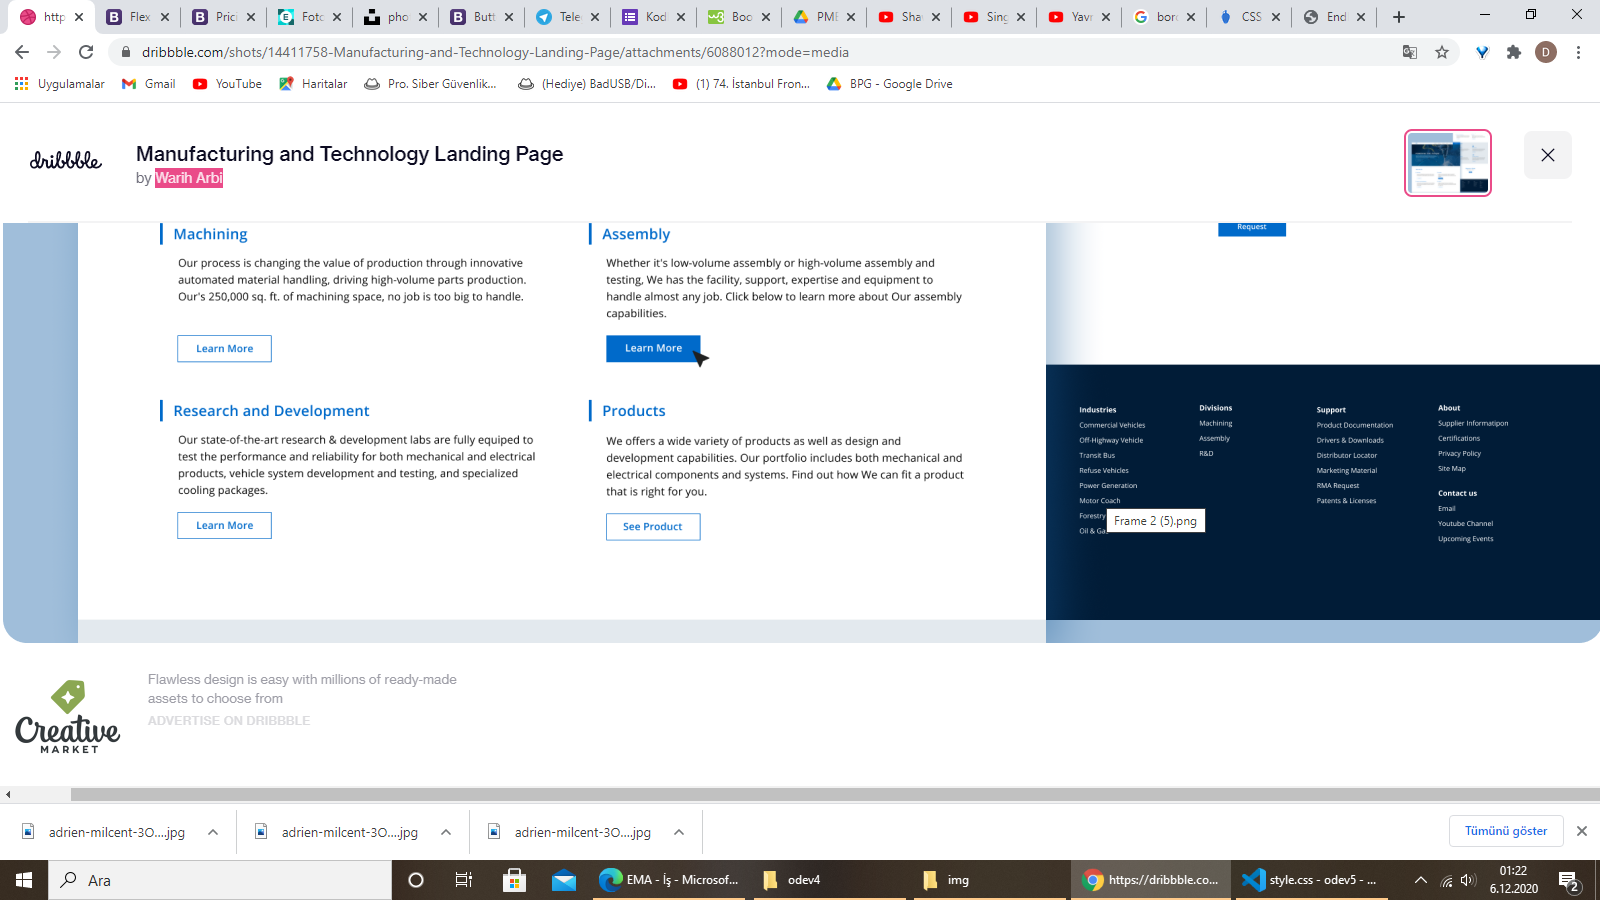 http
Flex
Prici
Foto
pho
Butt
Tele
Kod
Boo
PME
Sha
Sing
Yav
bor
CSS
End
dribbble.com/shots/14411758-Manufacturing-and-Technology-Landing-Page/attachments/6088012?mode=media
D
Uygulamalar
Gmail
YouTube
Haritalar
Pro. Siber Güvenlik...
(Hediye) BadUSB/Di...
(1) 74. İstanbul Fron...
BPG - Google Drive
dribbble
Manufacturing and Technology Landing Page
by Warih Arbi
Machining
Our process is changing the value of production through innovative
automated material handling, driving high-volume parts production.
Our's 250,000 sq. ft. of machining space, no job is too big to handle.
Learn More
Assembly
Whether it's low-volume assembly or high-volume assembly and
testing, We has the facility, support, expertise and equipment to
handle almost any job. Click below to learn more about Our assembly
capabilities.
Learn More
Research and Development
Our state-of-the-art research & development labs are fully equiped to
test the performance and reliability for both mechanical and electrical
products, vehicle system development and testing, and specialized
cooling packages.
Learn More
Products
We offers a wide variety of products as well as design and
development capabilities. Our portfolio includes both mechanical and
electrical components and systems. Find out how We can fit a product
that is right for you.
See Product
Request
Industries
Commercial Vehicles
Off-Highway Vehicle
Transit Bus
Refuse Vehicles
Power Generation
Motor Coach
Forestry
Oil & Gas
Frame 2 (5).png
Divisions
Machining
Assembly
R&D
Support
Product Documentation
Drivers & Downloads
Distributor Locator
Marketing Material
RMA Request
Patents & Licenses
About
Supplier Informatipon
Certifications
Privacy Policy
Site Map
Contact us
Email
Youtube Channel
Upcoming Events
Creative
MARKET
Flawless design is easy with millions of ready-made
assets to choose from
ADVERTISE ON DRIBBBLE
adrien-milcent-3O....jpg
adrien-milcent-3O....jpg
adrien-milcent-3O....jpg
Tümünü göster
Ara
EMA - İş - Microsof...
odev4
img
https://dribbble.co...
style.css - odev5 - ...
01:22
6.12.2020
2